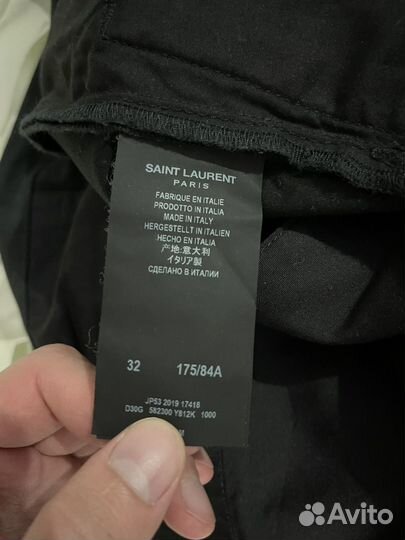 SAINT LAURENT
PARIS
FABRIQUE EN ITALIE
PRODOTTO IN ITALIA
MADE IN ITALY
HERGESTELLT IN ITALIEN
HECHO EN ITALIA
产地:意大利
イタリア製
СДЕЛАНО В ИТАЛИИ
32 175/84A
JP53 2019 17418
D30G 582300 Y812K 1000
Avito